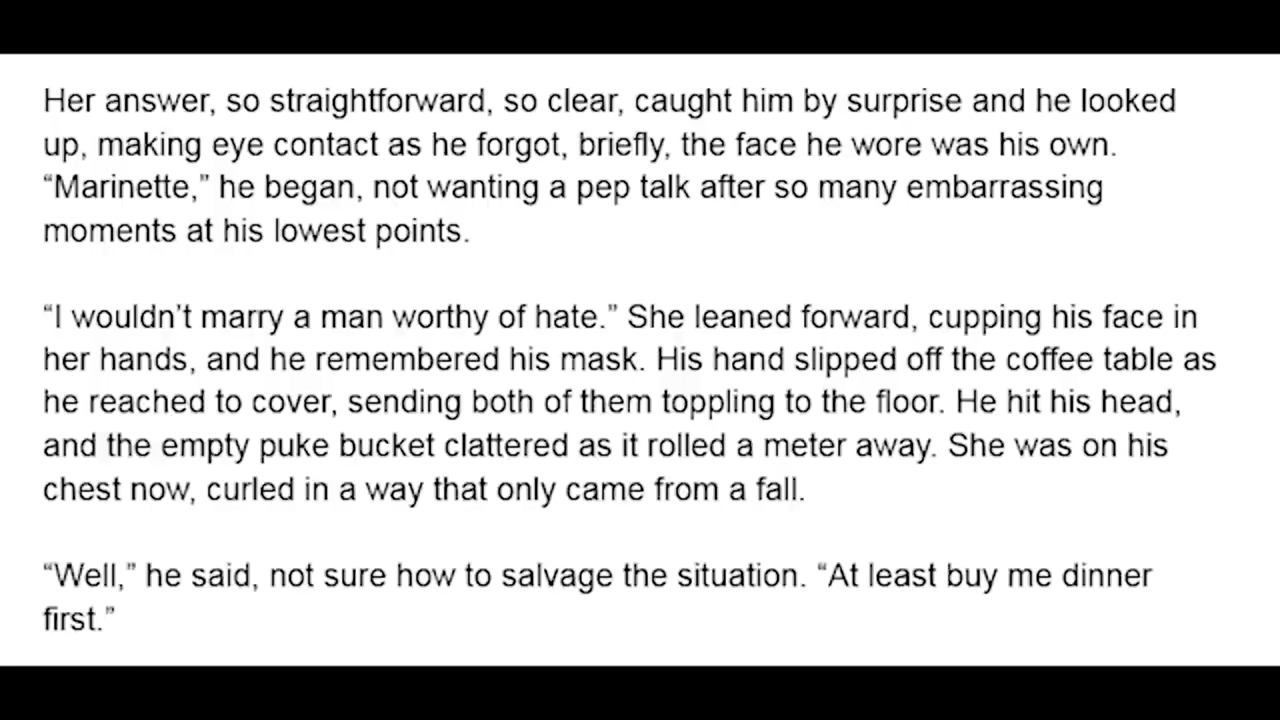 Her answer, so straightforward, so clear, caught him by surprise and he looked
up, making eye contact as he forgot, briefly, the face he wore was his own.
“Marinette,” he began, not wanting a pep talk after so many embarrassing
moments at his lowest points.
“I wouldn’t marry a man worthy of hate.” She leaned forward, cupping his face in
her hands, and he remembered his mask. His hand slipped off the coffee table as
he reached to cover, sending both of them toppling to the floor. He hit his head,
and the empty puke bucket clattered as it rolled a meter away. She was on his
chest now, curled in a way that only came from a fall.
“Well,” he said, not sure how to salvage the situation. “At least buy me dinner
first.”